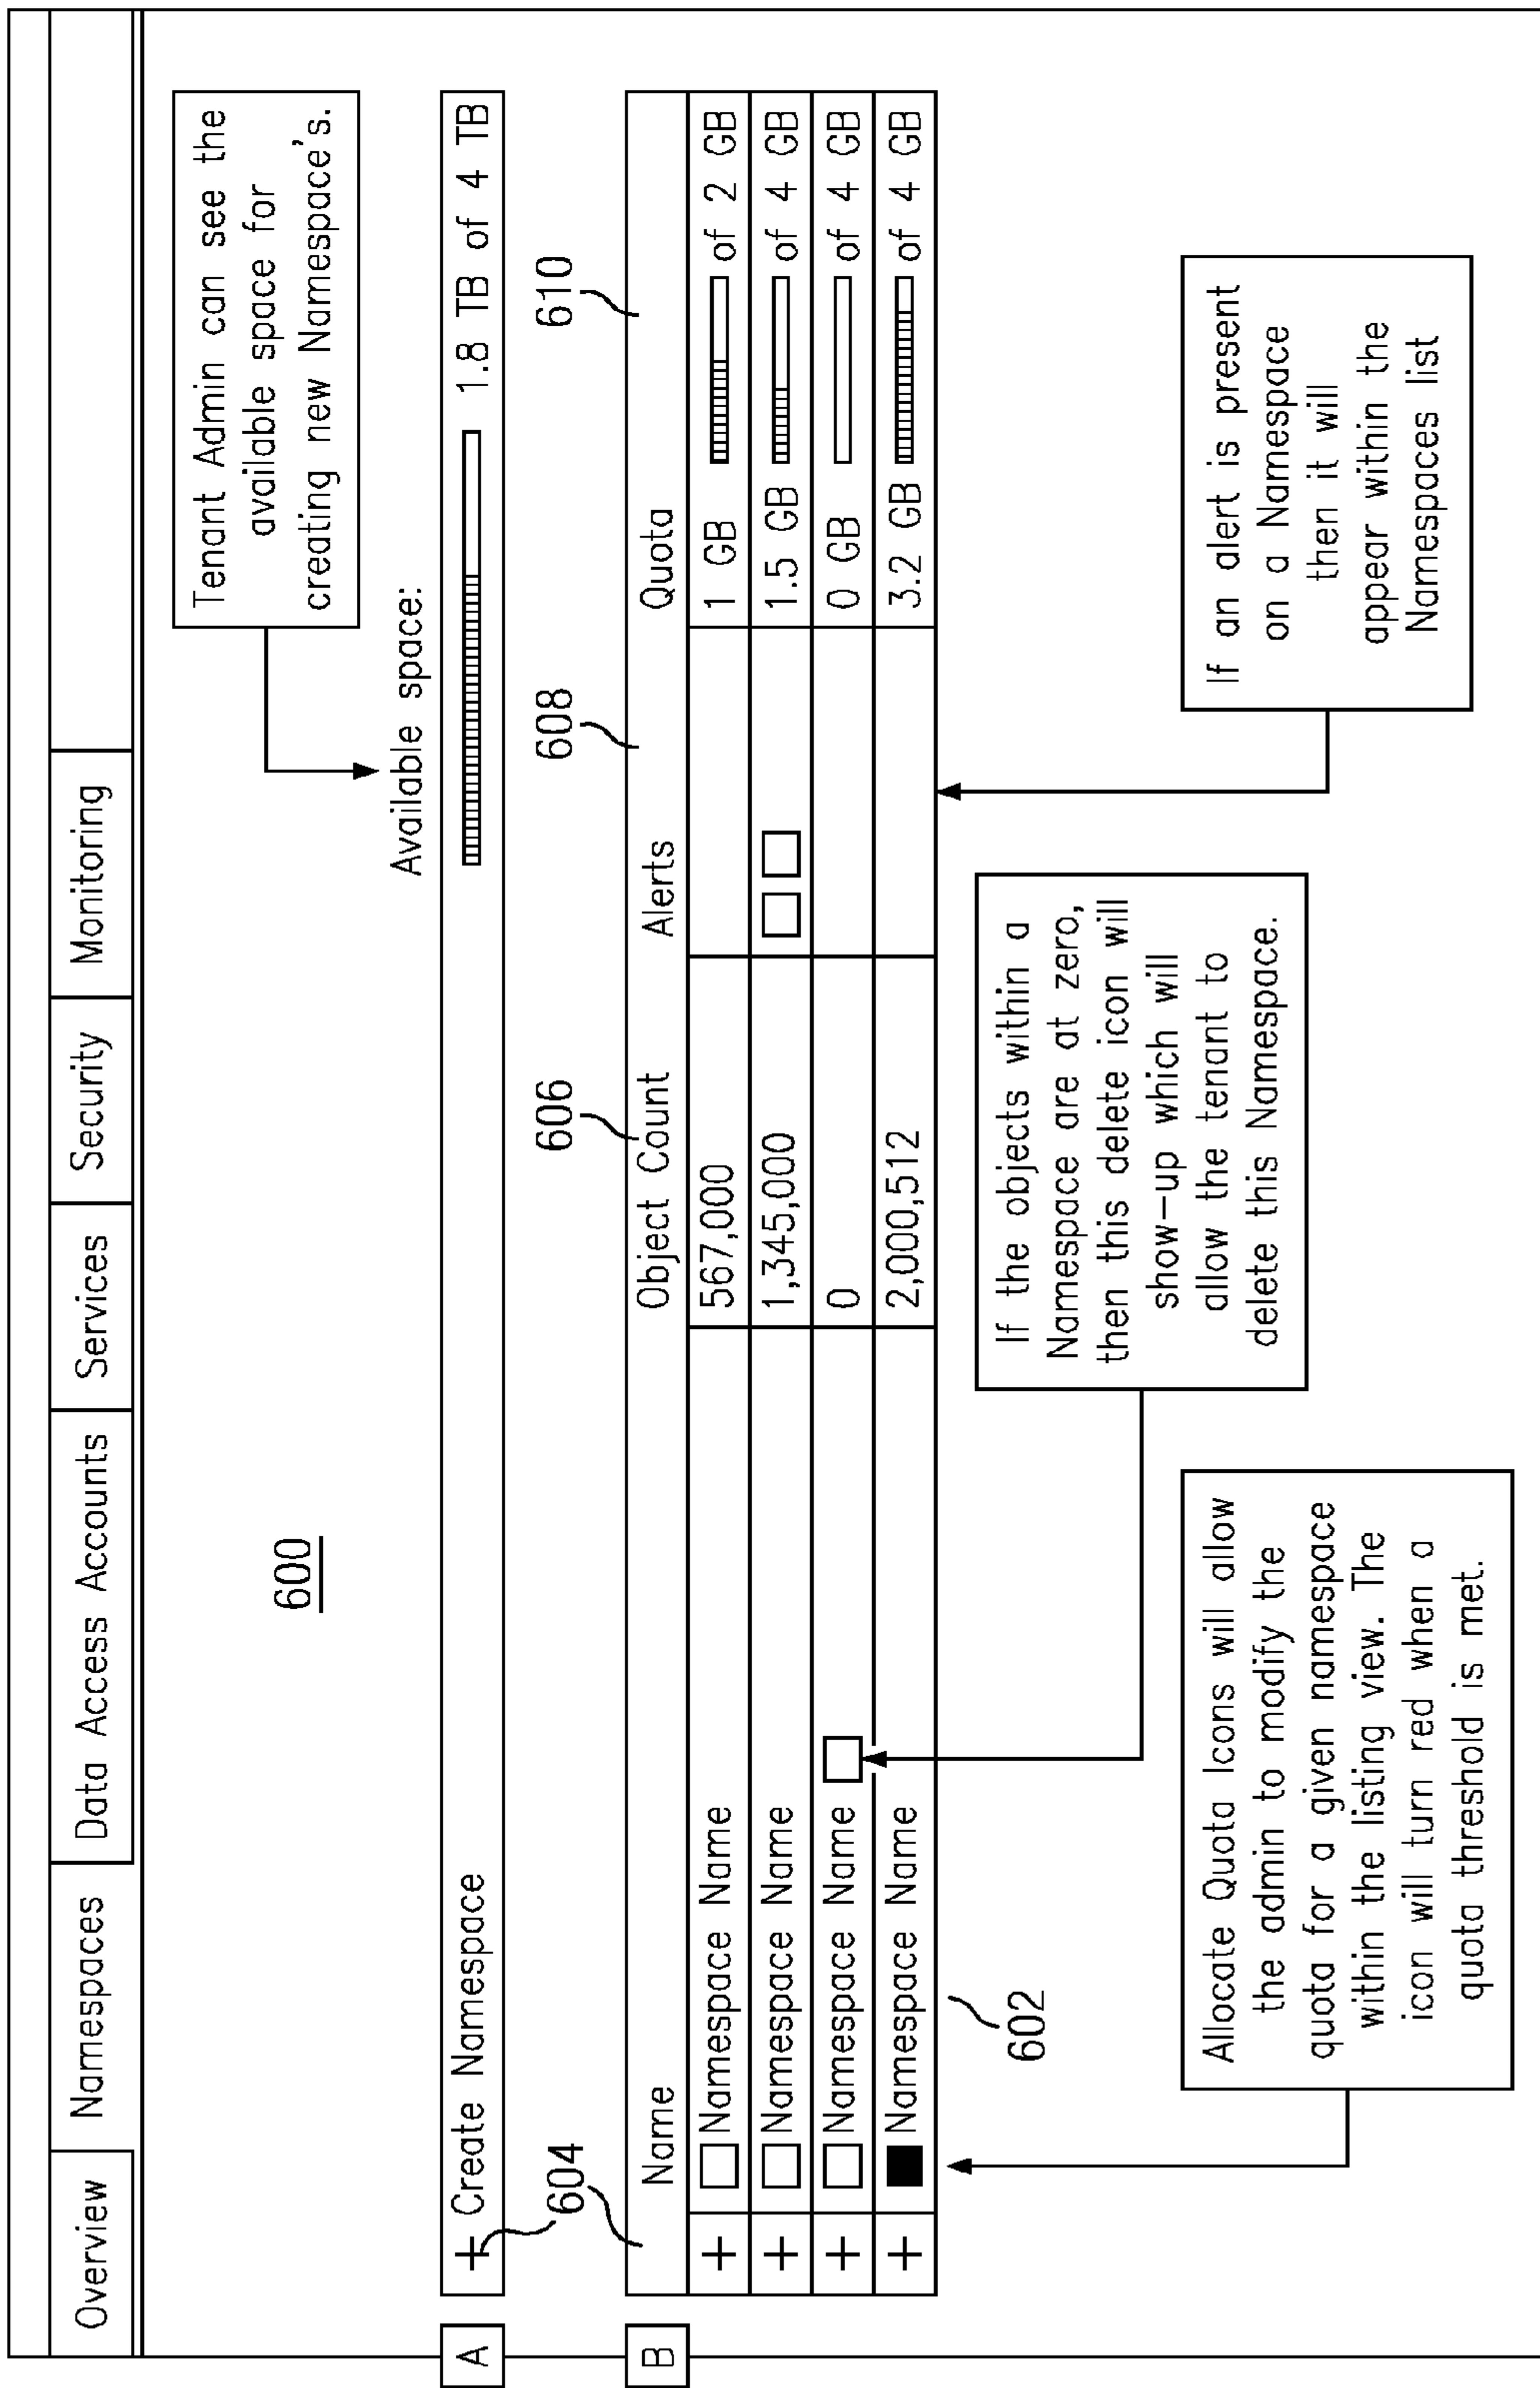 Overview
Namespaces
Data Access Accounts
Services
Security
Monitoring
600
Tenant Admin can see the
available space for
creating new Namespace's.
Available space:
A
+ Create Namespace
1.8 TB of 4 TB
604
606
608
610
B
Name Object Count Alerts Quota
+ Namespace Name 567,000 1 GB of 2 GB
+ Namespace Name 1,345,000 1.5 GB of 4 GB
+ Namespace Name 0 0 GB of 4 GB
+ Namespace Name 2,000,512 3.2 GB of 4 GB
602
Allocate Quota Icons will allow
the admin to modify the
quota for a given namespace
within the listing view. The
icon will turn red when a
quota threshold is met.
If the objects within a
Namespace are at zero,
then this delete icon will
show-up which will
allow the tenant to
delete this Namespace.
If an alert is present
on a Namespace
then it will
appear within the
Namespaces list